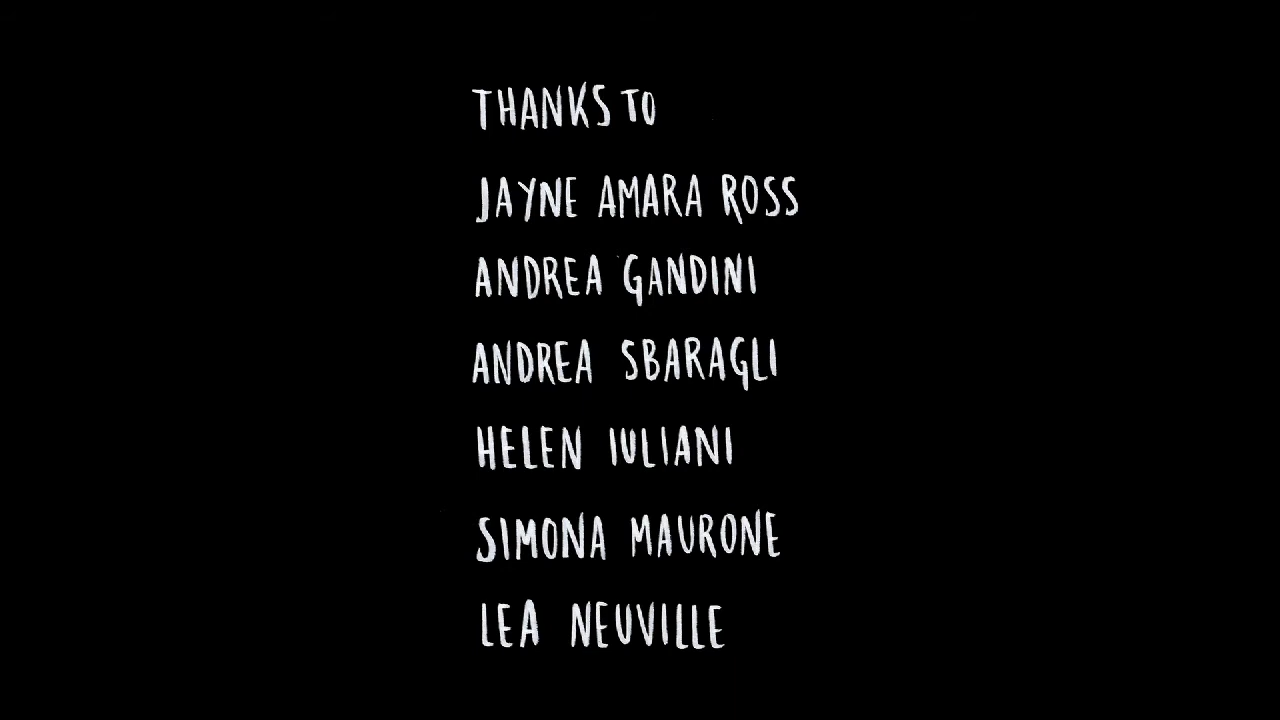 THANKS TO
JAYNE AMARA ROSS
ANDREA GANDINI
ANDREA SBARAGLI
HELEN IULIANI
SIMONA MAURONE
LEA NEUVILLE